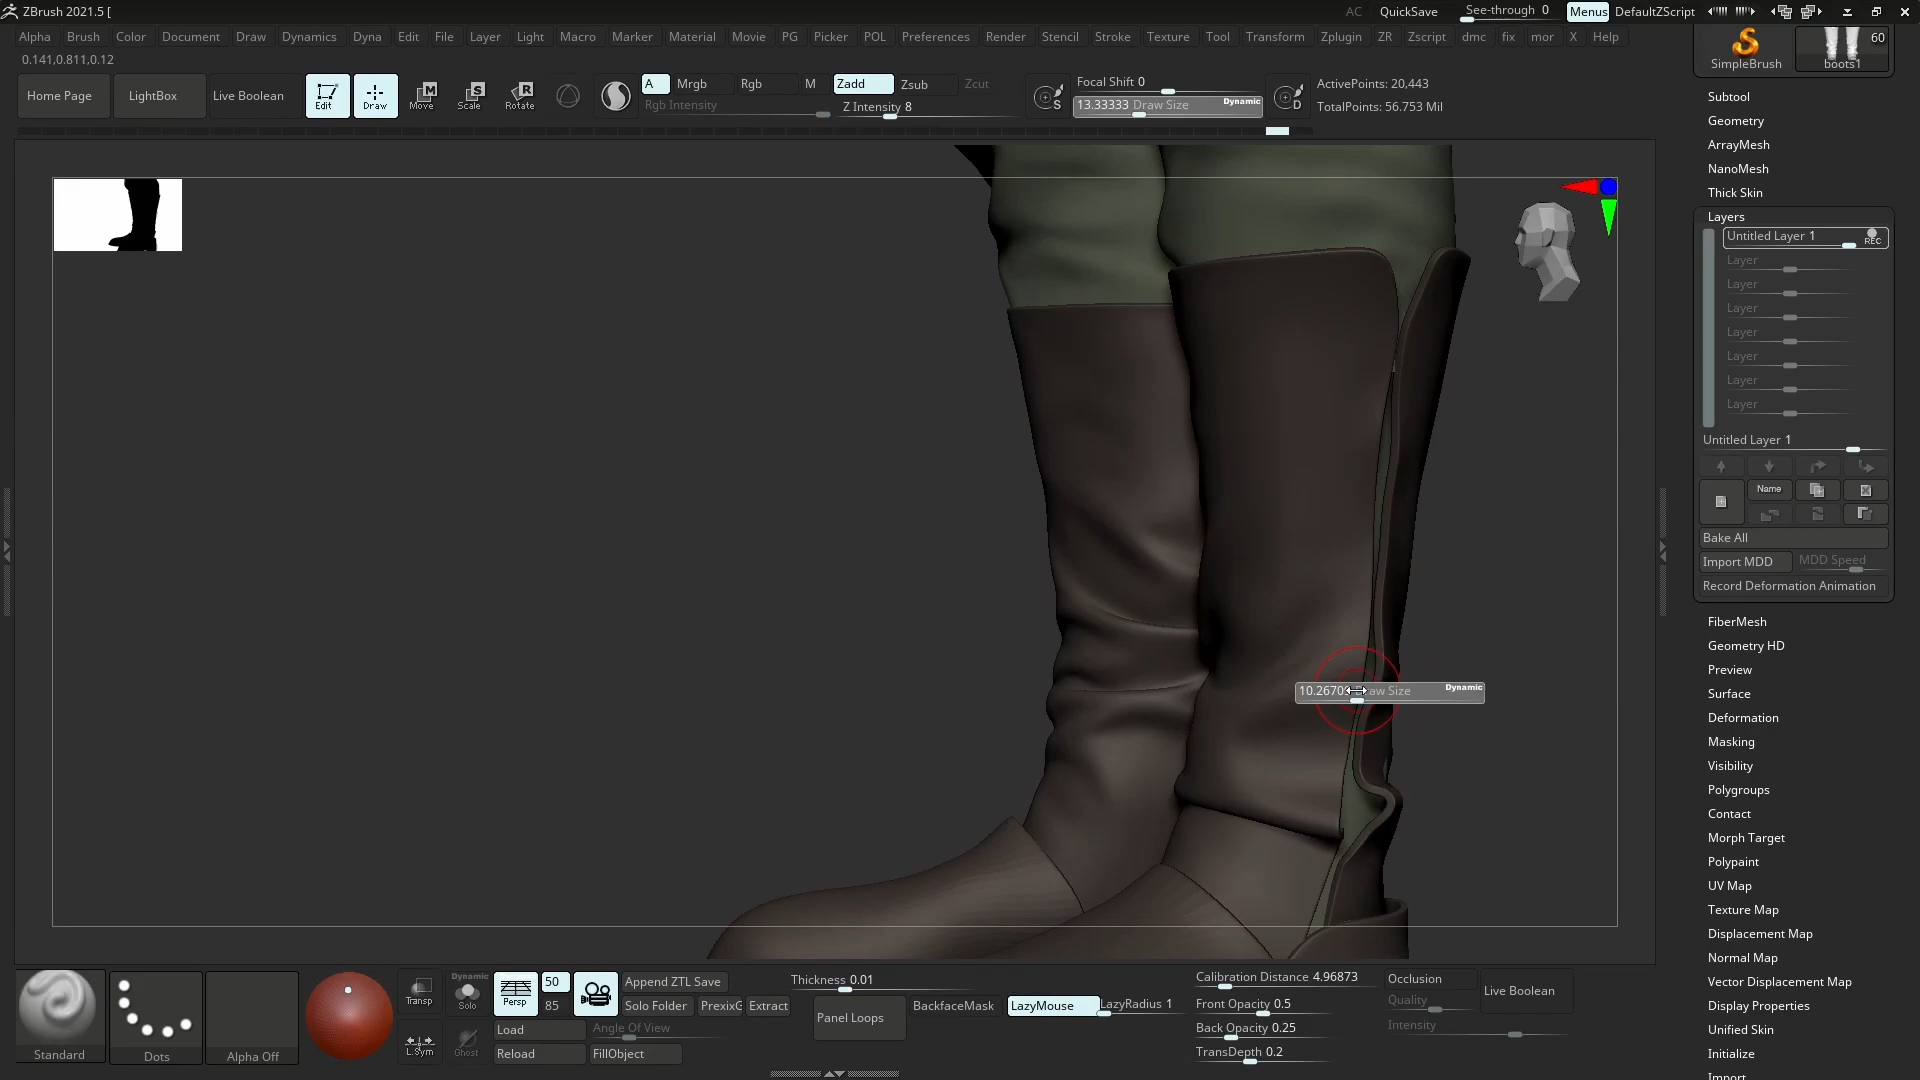 ZBrush 2021.5 [
AC QuickSave See-through 0 Menus DefaultZScript
Alpha Brush Color Document Draw Dynamics Dyna Edit File Layer Light Macro Marker Material Movie PG Picker POL Preferences Render Stencil Stroke Texture Tool Transform Zplugin ZR Zscript dmc fix mor X Help
0.141,0.811,0.12
Home Page LightBox Live Boolean Edit Draw Move Scale Rotate
A Mrgb Rgb M Zadd Zsub Zcut
Rgb Intensity Z Intensity 8
S Focal Shift 0
13.33333 Draw Size Dynamic
D ActivePoints: 20,443
TotalPoints: 56.753 Mil
SimpleBrush 60 boots1
Subtool
Geometry
ArrayMesh
NanoMesh
Thick Skin
Layers
Untitled Layer 1 REC
Layer
Layer
Layer
Layer
Layer
Layer
Layer
Untitled Layer 1
Name
Bake All
Import MDD MDD Speed
Record Deformation Animation
FiberMesh
Geometry HD
Preview
Surface
Deformation
Masking
Visibility
Polygroups
Contact
Morph Target
Polypaint
UV Map
Texture Map
Displacement Map
Normal Map
Vector Displacement Map
Display Properties
Unified Skin
Initialize
Import
Size Dynamic
Standard Dots Alpha Off
Transp Dynamic Solo Persp 50 85
L.Sym Ghost
Append ZTL Save
Solo Folder PrexixG Extract
Load Angle Of View
Reload FillObject
Thickness 0.01
Panel Loops BackfaceMask LazyMouse LazyRadius 1
Calibration Distance 4.96873
Front Opacity 0.5
Back Opacity 0.25
TransDepth 0.2
Occlusion
Quality
Intensity
Live Boolean